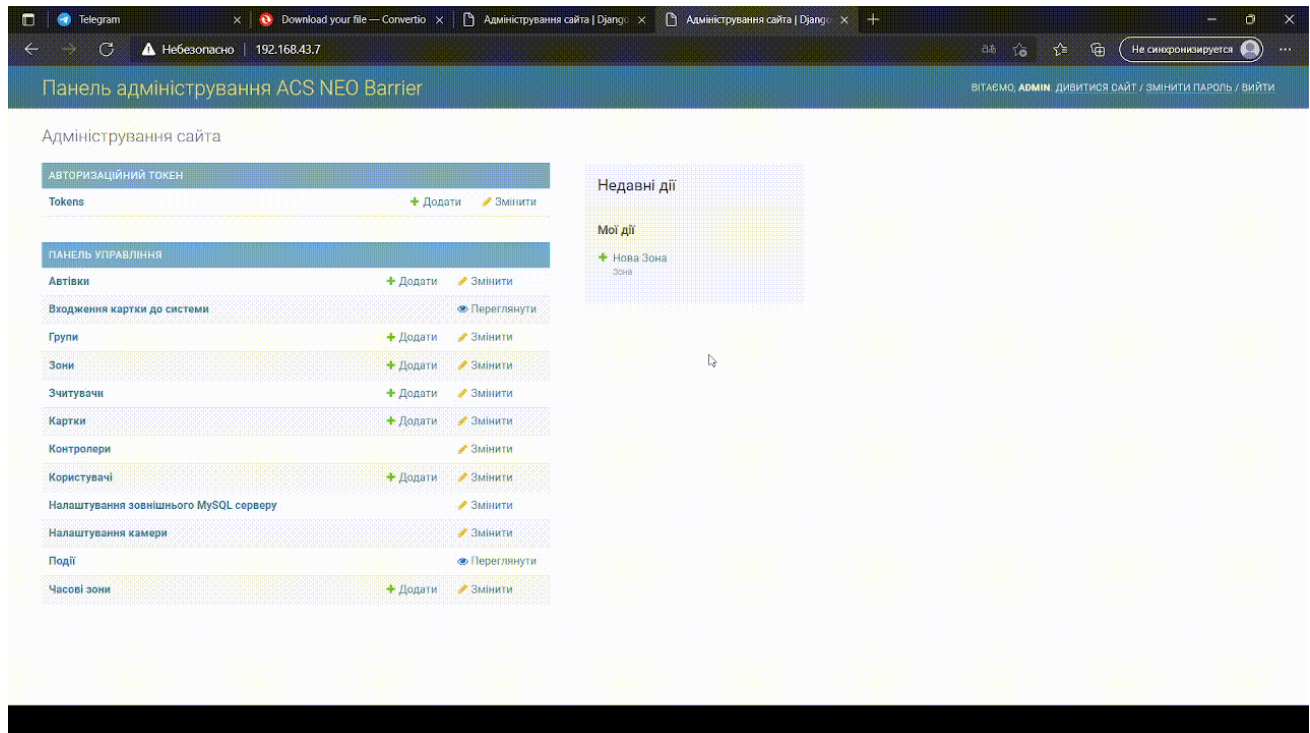 Telegram
Download your file — Convertio
Адміністрування сайта | Django
Адміністрування сайта | Django
Небезопасно
192.168.43.7
Не синхронизируется
Панель адміністрування ACS NEO Barrier
ВІТАЄМО, ADMIN. ДИВИТИСЯ САЙТ / ЗМІНИТИ ПАРОЛЬ / ВИЙТИ
Адміністрування сайта
АВТОРИЗАЦІЙНИЙ ТОКЕН
Tokens Додати Змінити
ПАНЕЛЬ УПРАВЛІННЯ
Автівки Додати Змінити
Входження картки до системи Переглянути
Групи Додати Змінити
Зони Додати Змінити
Зчитувачи Додати Змінити
Картки Додати Змінити
Контролери Змінити
Користувачі Додати Змінити
Налаштування зовнішнього MySQL серверу Змінити
Налаштування камери Змінити
Події Переглянути
Часові зони Додати Змінити
Недавні дії
Мої дії
Нова Зона
Зона